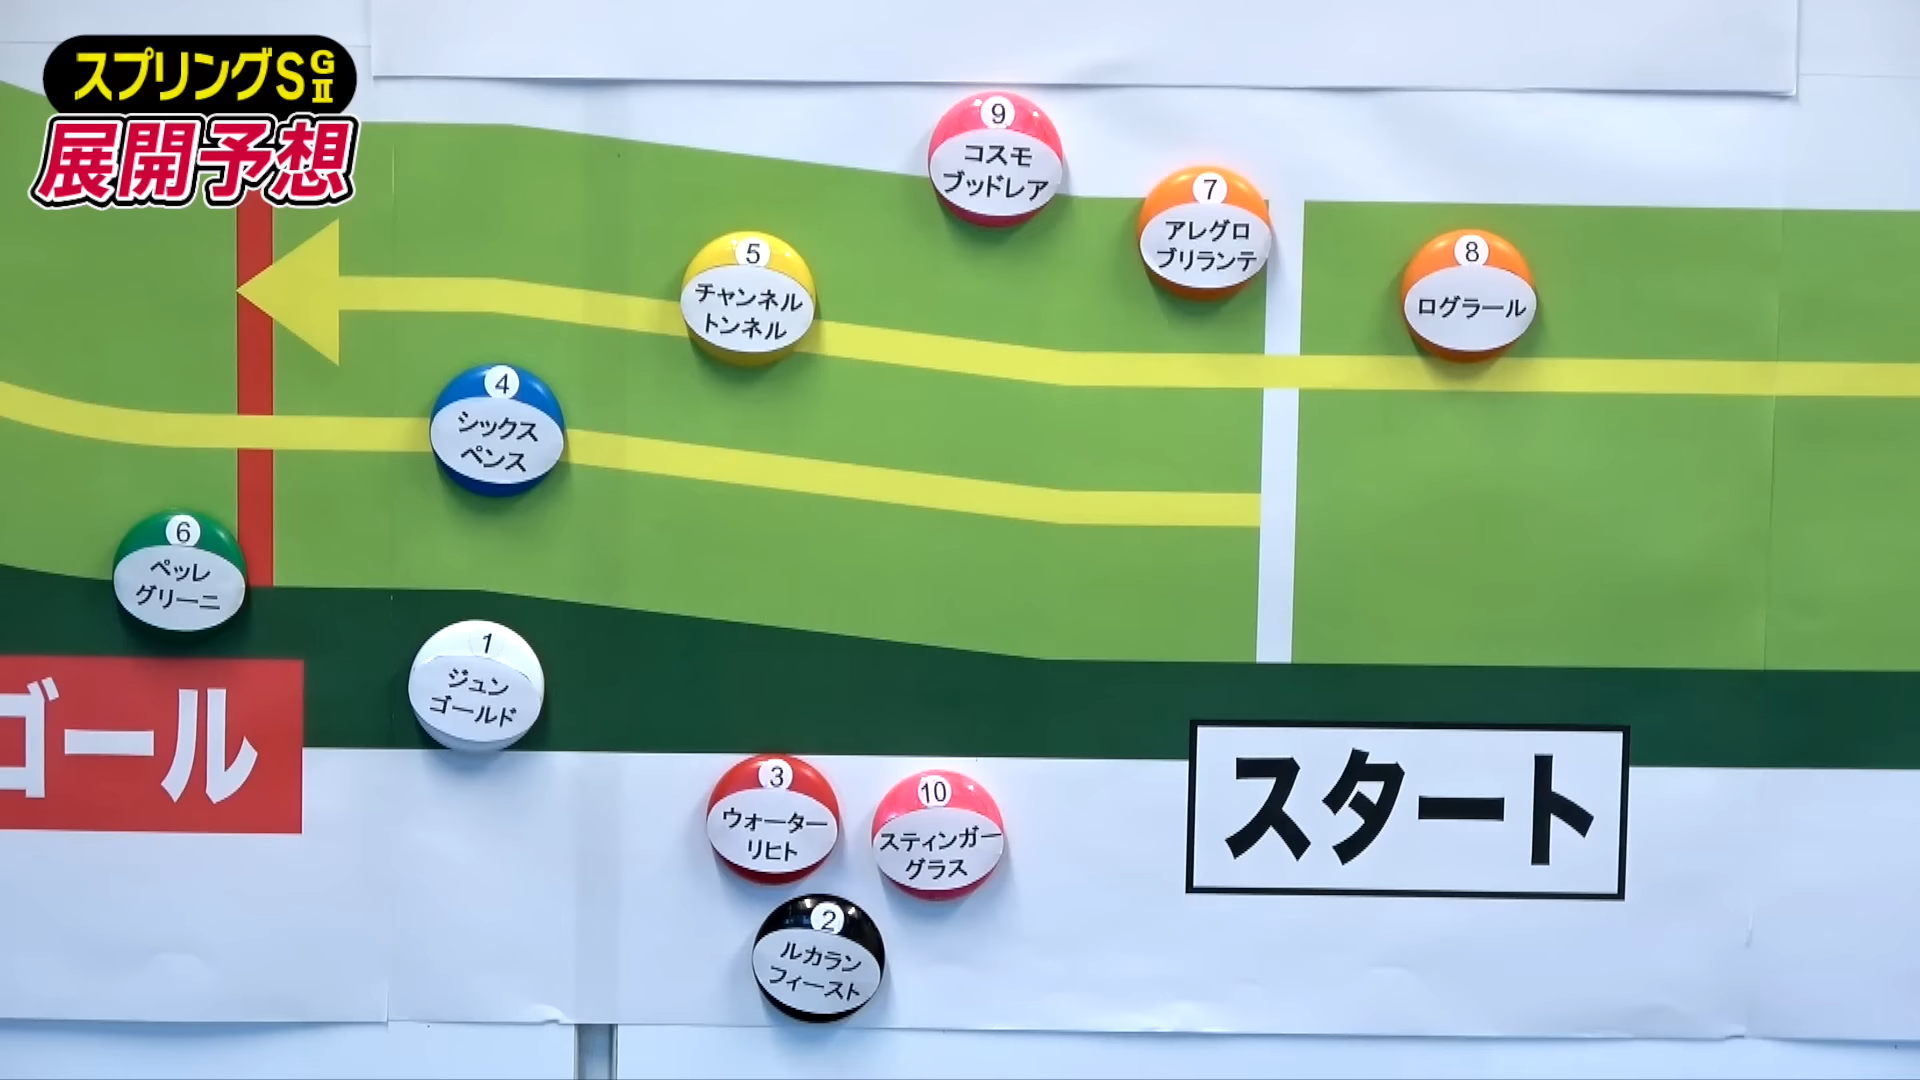 スプリングS GII
展開予想
9
コスモ
ブッドレア
7
アレグロ
ブリランテ
8
ログラール
5
チャンネル
トンネル
4
シックス
ペンス
6
ペッレ
グリーニ
1
ジュン
ゴールド
ゴール
3
ウォーター
リヒト
10
スティンガー
グラス
2
ルカラン
フィースト
スタート